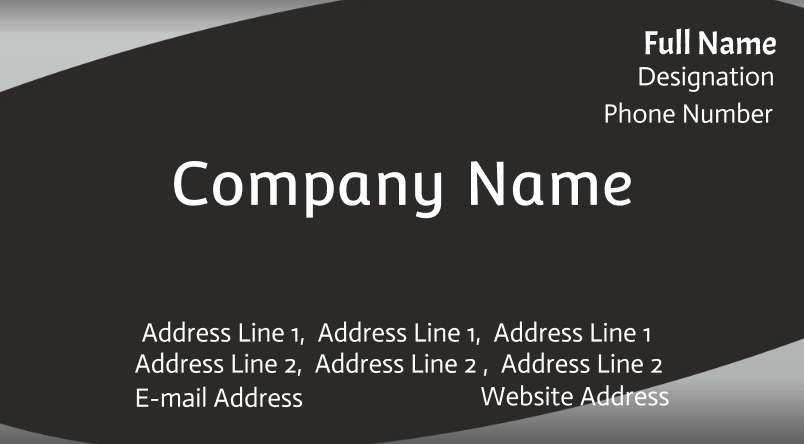 Full Name
Designation
Phone Number
Company Name
Address Line 1,  Address Line 1,  Address Line 1
Address Line 2,  Address Line 2 ,  Address Line 2
E-mail Address
Website Address